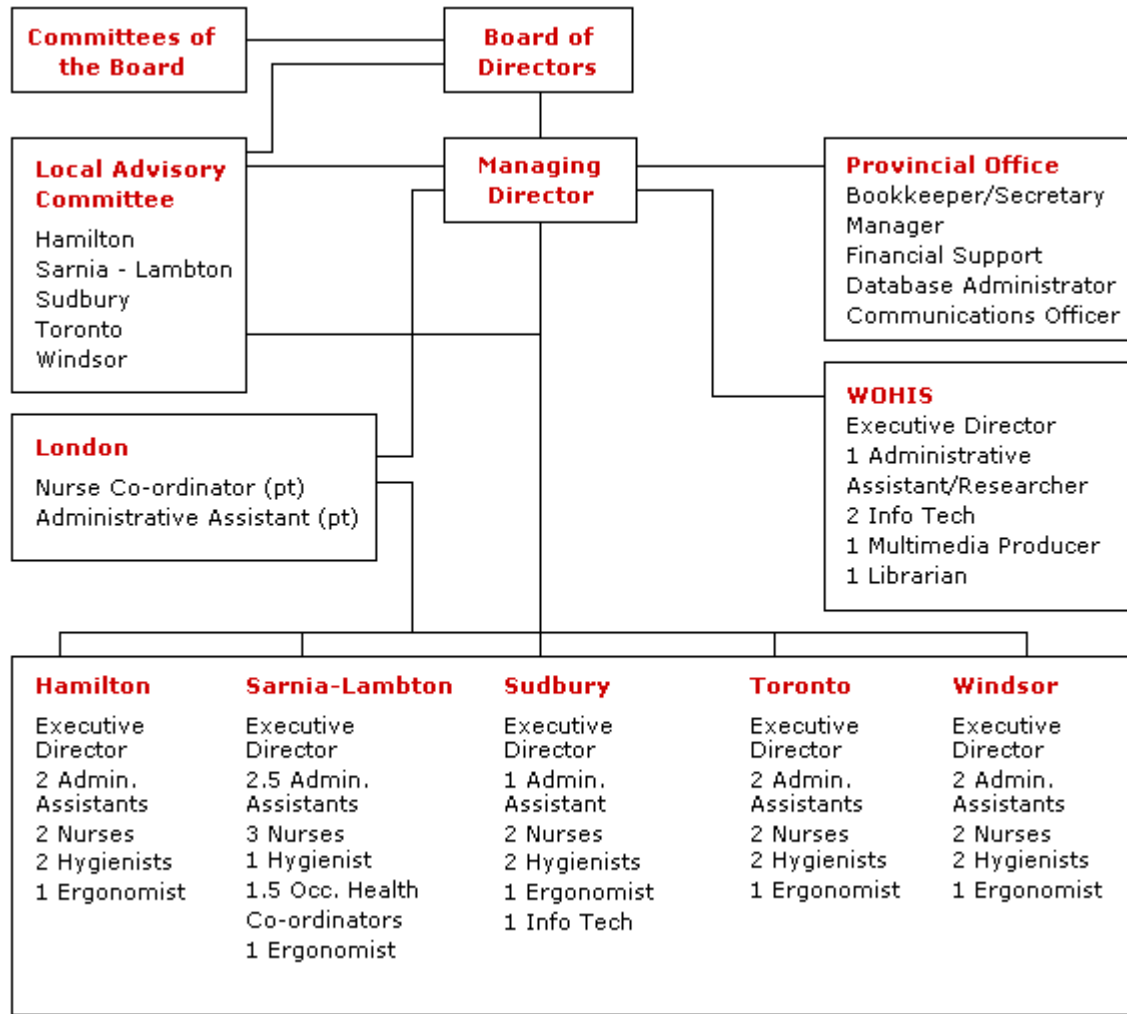 Committees of
the Board
Board of
Directors
Local Advisory
Committee
Hamilton
Sarnia - Lambton
Sudbury
Toronto
Windsor
Managing
Director
Provincial Office
Bookkeeper/Secretary
Manager
Financial Support
Database Administrator
Communications Officer
London
Nurse Co-ordinator (pt)
Administrative Assistant (pt)
WOHIS
Executive Director
1 Administrative
Assistant/Researcher
2 Info Tech
1 Multimedia Producer
1 Librarian
Hamilton
Executive
Director
2 Admin.
Assistants
2 Nurses
2 Hygienists
1 Ergonomist
Sarnia-Lambton
Executive
Director
2.5 Admin.
Assistants
3 Nurses
1 Hygienist
1.5 Occ. Health
Co-ordinators
1 Ergonomist
Sudbury
Executive
Director
1 Admin.
Assistant
2 Nurses
2 Hygienists
1 Ergonomist
1 Info Tech
Toronto
Executive
Director
2 Admin.
Assistants
2 Nurses
2 Hygienists
1 Ergonomist
Windsor
Executive
Director
2 Admin.
Assistants
2 Nurses
2 Hygienists
1 Ergonomist